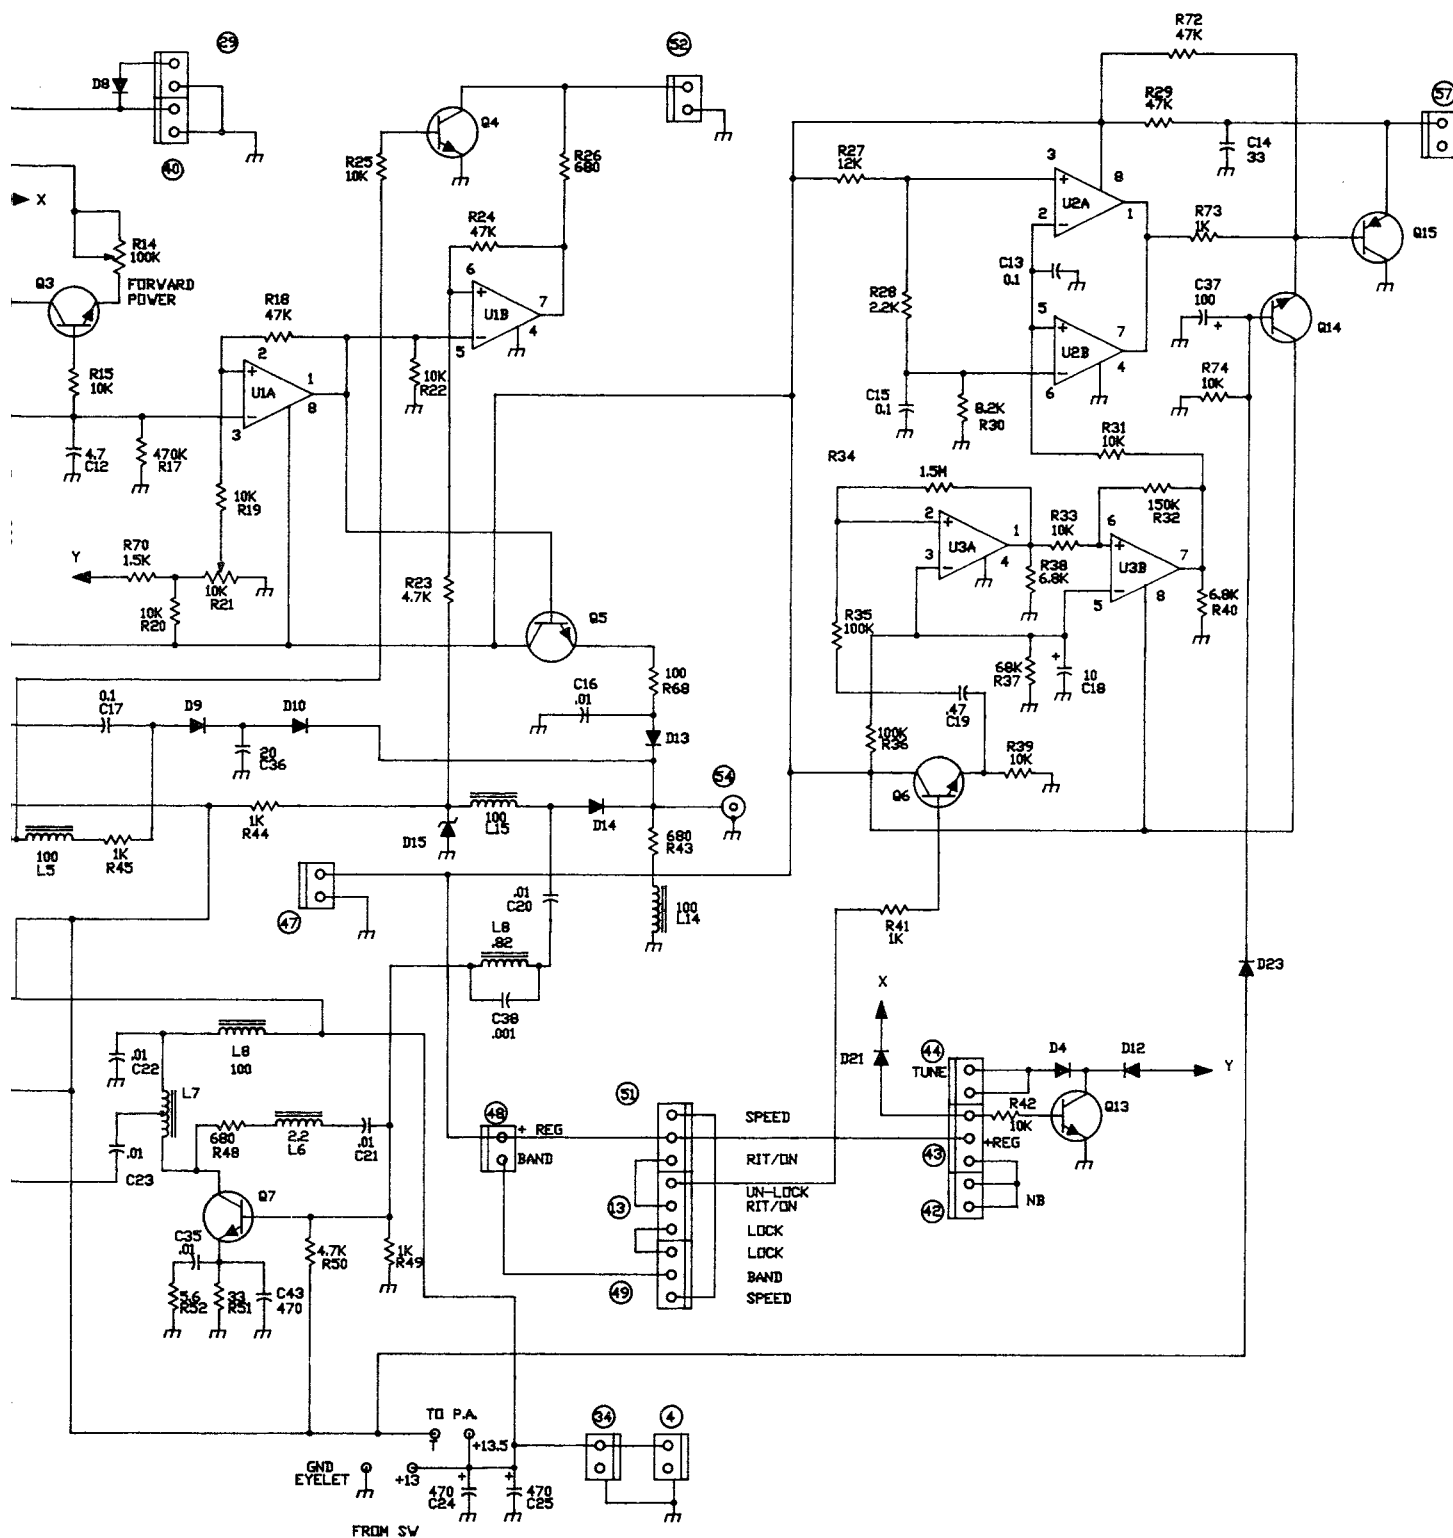 R72
47K
29
52
D8
R29
47K
57
Q4
C14
33
R27
12K
3
R25
10K
R26
680
40
8
X
U2A
2
1
R73
1K
Q15
R24
47K
R14
100K
Q3
FORWARD
POWER
C13
0.1
6
7
U1B
4
5
R18
47K
R28
2.2K
C37
100
+
5
7
U2B
4
6
Q14
2
1
U1A
8
3
R15
10K
10K
R22
R74
10K
C15
0.1
8.2K
R30
4.7
C12
470K
R17
R31
10K
R34
1.5M
150K
R32
10K
R19
2
1
R33
10K
6
3
U3A
4
7
U3B
R70
1.5K
Y
R38
6.8K
5
8
10K
R21
R23
4.7K
6.8K
R40
10K
R20
Q5
R35
100K
100
R68
68K
R37
+
10
C18
C16
.01
0.1
C17
D9
D10
.47
C19
100K
R36
D13
20
C36
R39
10K
54
Q6
1K
R44
100
L15
D14
D15
680
R43
100
L5
1K
R45
.01
C20
100
L14
47
R41
1K
L8
.82
D23
X
C38
.001
.01
C22
L8
100
D21
44
TUNE
D4
D12
Y
L7
51
Q13
48
+ REG
SPEED
R42
10K
680
R48
2.2
L6
.01
C21
+REG
.01
C23
BAND
RIT/ON
43
UN-LOCK
RIT/ON
NB
Q7
13
42
LOCK
C35
.01
4.7K
R50
1K
R49
LOCK
BAND
49
SPEED
5.6
R52
33
R51
C43
470
TO P.A.
34
4
T
+13.5
GND
EYELET
+13
+
+
470
C24
470
C25
FROM SW